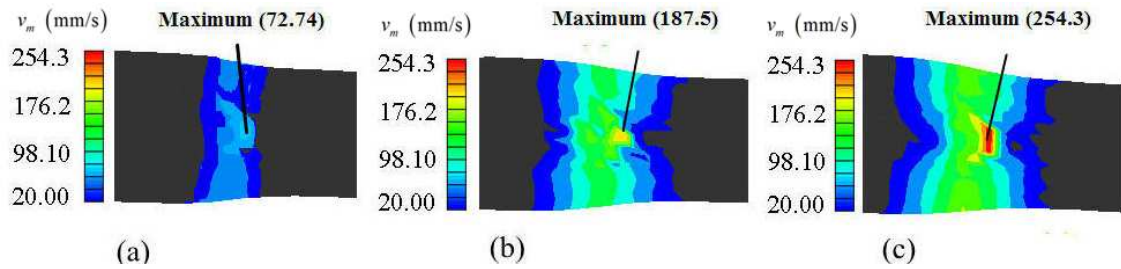 v_m (mm/s) Maximum (72.74)
254.3
176.2
98.10
20.00
(a)
v_m (mm/s) Maximum (187.5)
254.3
176.2
98.10
20.00
(b)
v_m (mm/s) Maximum (254.3)
254.3
176.2
98.10
20.00
(c)